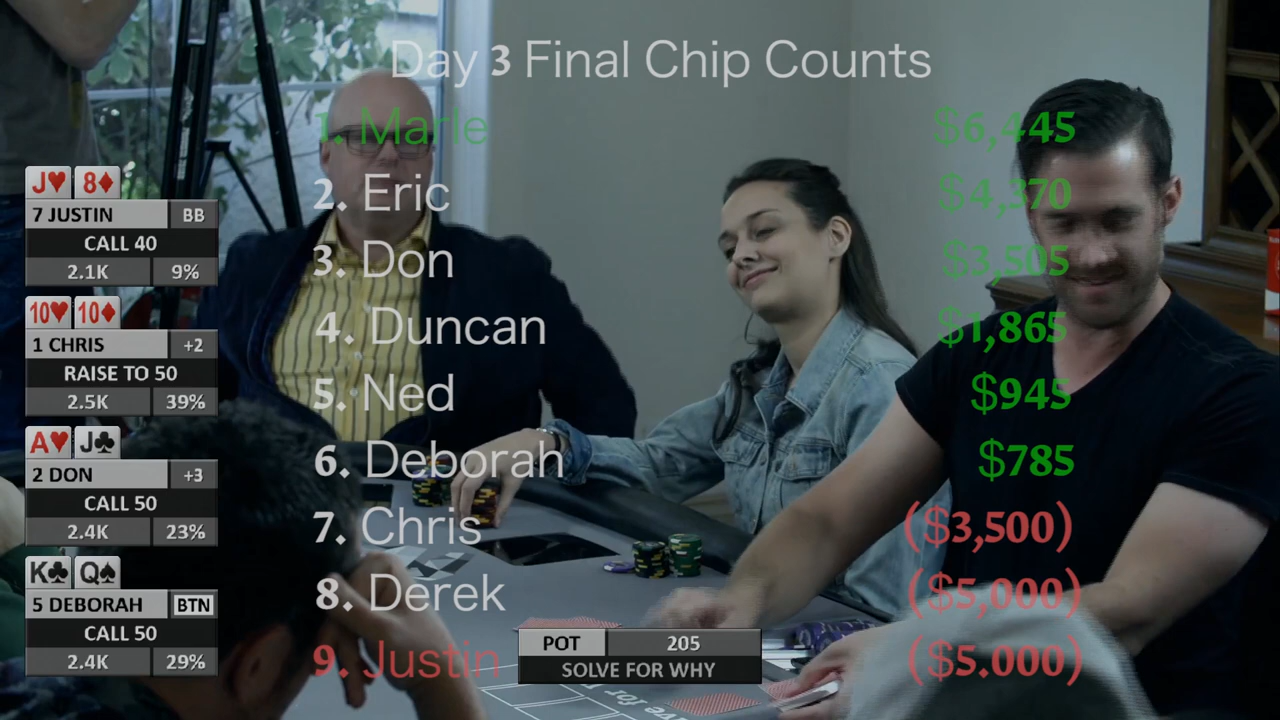 Day 3 Final Chip Counts
1. Marle $6,445
2. Eric $4,370
3. Don $3,505
4. Duncan $1,865
5. Ned $945
6. Deborah $785
7. Chris ($3,500)
8. Derek ($5,000)
9. Justin ($5.000)
J♥ 8♦
7 JUSTIN BB
CALL 40
2.1K 9%
10♥ 10♦
1 CHRIS +2
RAISE TO 50
2.5K 39%
A♥ J♣
2 DON +3
CALL 50
2.4K 23%
K♣ Q♠
5 DEBORAH BTN
CALL 50
2.4K 29%
POT 205
SOLVE FOR WHY